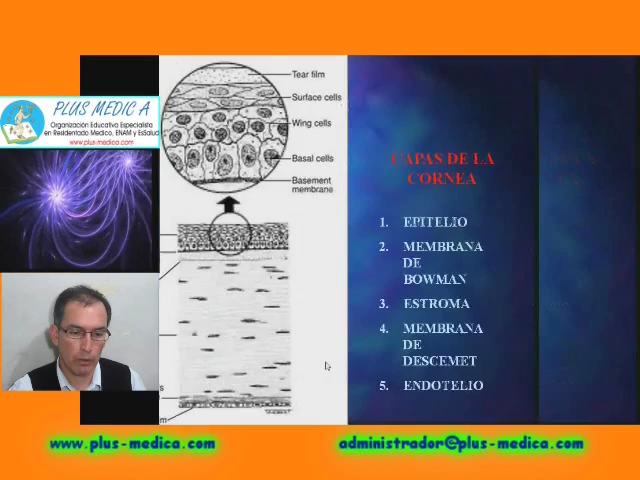 PLUS MEDIC A
Organización Educativa Especialista
en Residentado Medico, ENAM y EsSalud
www.plus-medica.com
Tear film
Surface cells
Wing cells
Basal cells
Basement
membrane
CAPAS DE LA
CORNEA
1. EPITELIO
2. MEMBRANA
DE
BOWMAN
3. ESTROMA
4. MEMBRANA
DE
DESCEMET
5. ENDOTELIO
www.plus-medica.com
administrador@plus-medica.com